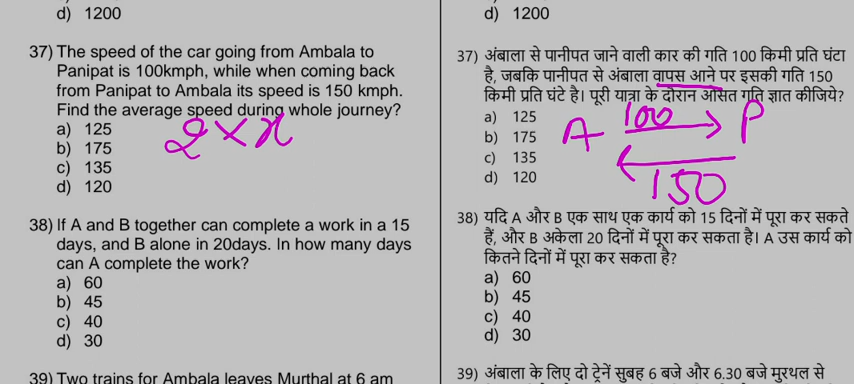 d) 1200
37) The speed of the car going from Ambala to
Panipat is 100kmph, while when coming back
from Panipat to Ambala its speed is 150 kmph.
Find the average speed during whole journey?
a) 125
b) 175
c) 135
d) 120
2 × x
38) If A and B together can complete a work in a 15
days, and B alone in 20days. In how many days
can A complete the work?
a) 60
b) 45
c) 40
d) 30
39) Two trains for Ambala leaves Murthal at 6 am
d) 1200
37) अंबाला से पानीपत जाने वाली कार की गति 100 किमी प्रति घंटा
है, जबकि पानीपत से अंबाला वापस आने पर इसकी गति 150
किमी प्रति घंटे है। पूरी यात्रा के दौरान औसत गति ज्ञात कीजिये?
a) 125
b) 175
c) 135
d) 120
A 100 P
150
38) यदि A और B एक साथ एक कार्य को 15 दिनों में पूरा कर सकते
हैं, और B अकेला 20 दिनों में पूरा कर सकता है। A उस कार्य को
कितने दिनों में पूरा कर सकता है?
a) 60
b) 45
c) 40
d) 30
39) अंबाला के लिए दो ट्रेनें सुबह 6 बजे और 6.30 बजे मुरथल से